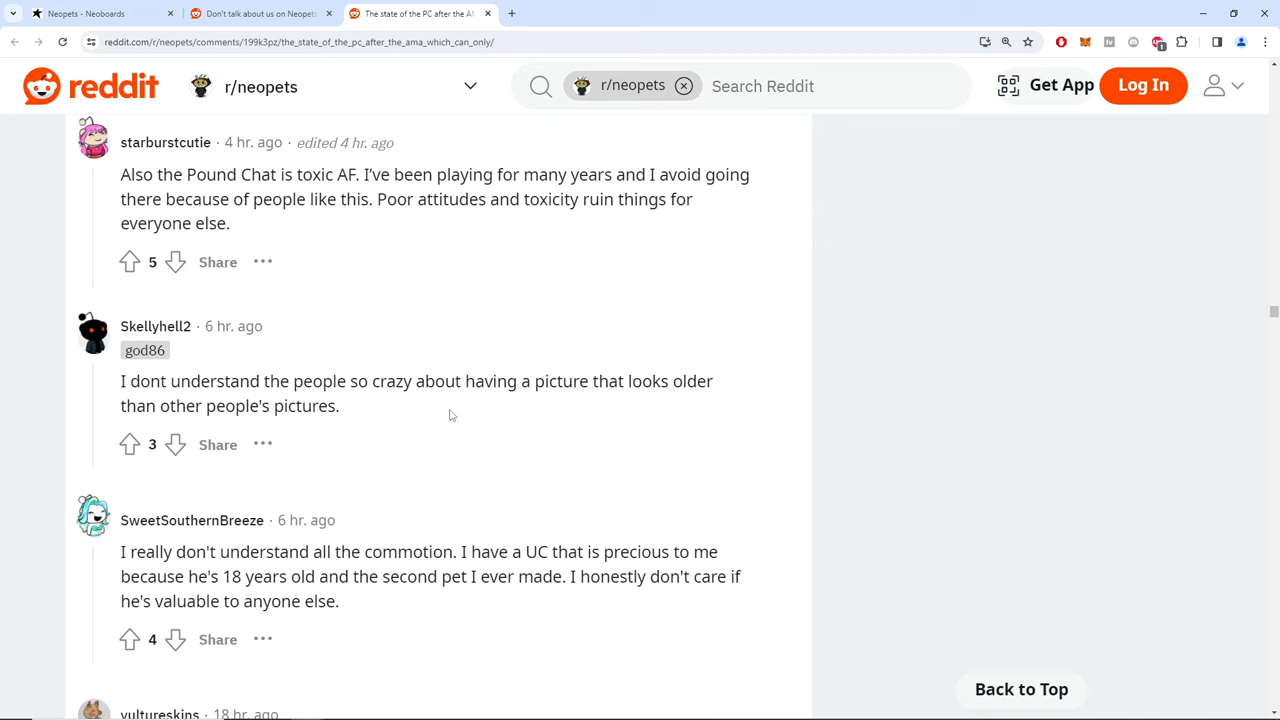 Neopets - Neoboards
Don't talk about us on Neopets
The state of the PC after the AM
reddit.com/r/neopets/comments/199k3pz/the_state_of_the_pc_after_the_ama_which_can_only/
1
reddit
r/neopets
r/neopets
Search Reddit
Get App
Log In
starburstcutie · 4 hr. ago · edited 4 hr. ago
Also the Pound Chat is toxic AF. I've been playing for many years and I avoid going
there because of people like this. Poor attitudes and toxicity ruin things for
everyone else.
5 Share
Skellyhell2 · 6 hr. ago
god86
I dont understand the people so crazy about having a picture that looks older
than other people's pictures.
3 Share
SweetSouthernBreeze · 6 hr. ago
I really don't understand all the commotion. I have a UC that is precious to me
because he's 18 years old and the second pet I ever made. I honestly don't care if
he's valuable to anyone else.
4 Share
Back to Top
vultureskins · 18 hr. ago